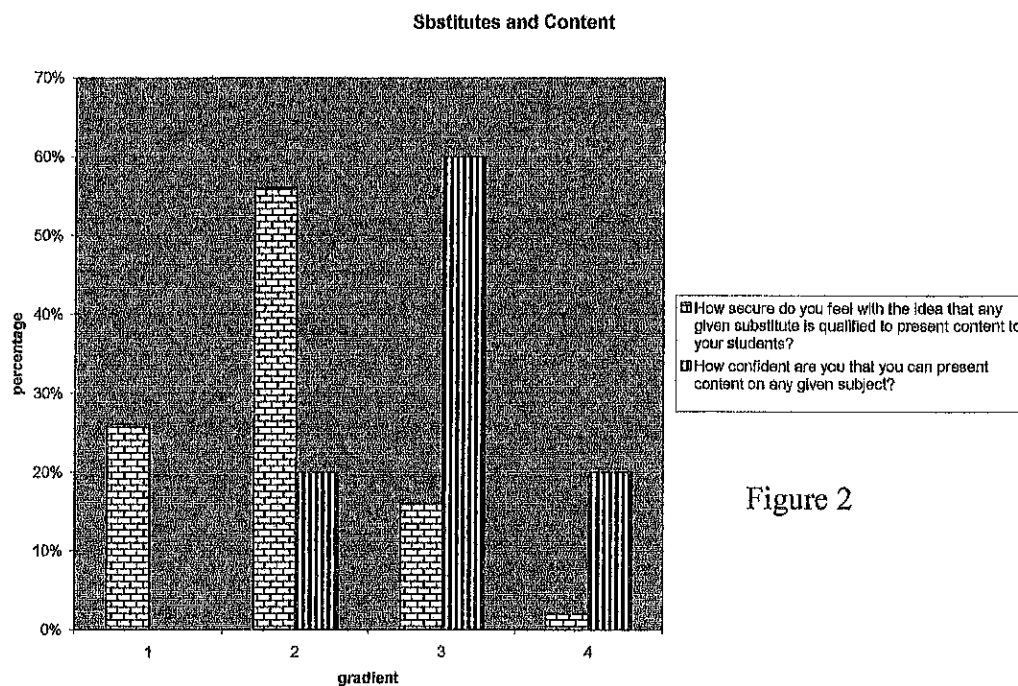 Sbstitutes and Content
70%
60%
50%
40%
30%
20%
10%
0%
percentage
1 2 3 4
gradient
How secure do you feel with the idea that any
given substitute is qualified to present content to
your students?
How confident are you that you can present
content on any given subject?
Figure 2